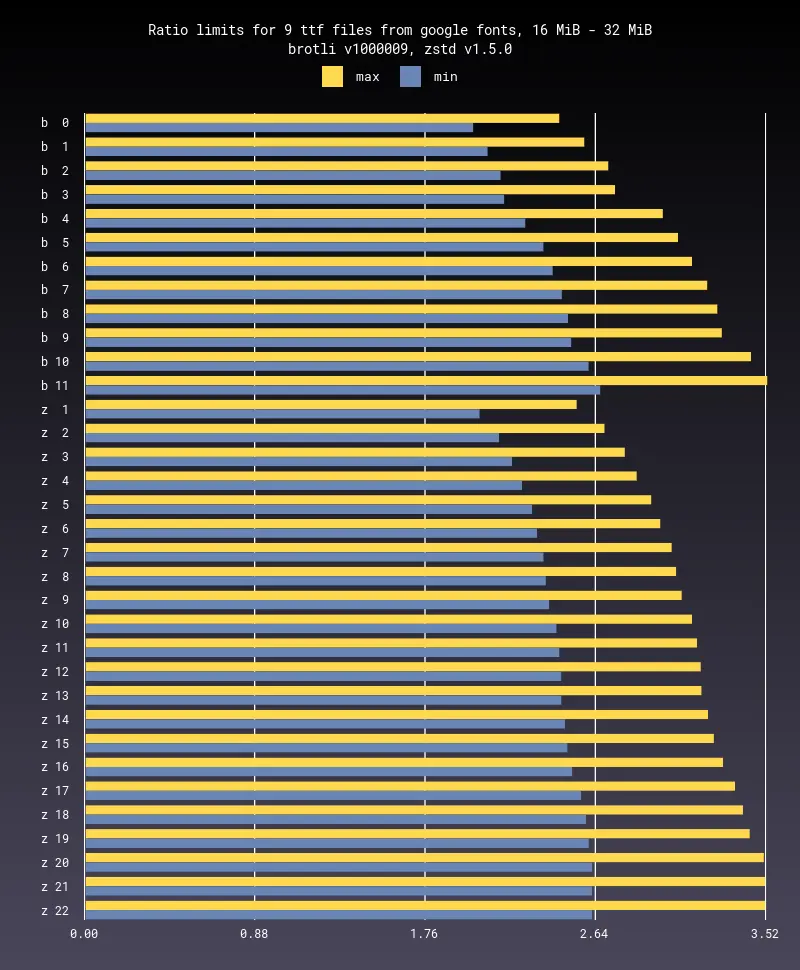 Ratio limits for 9 ttf files from google fonts, 16 MiB - 32 MiB
brotli v1000009, zstd v1.5.0
max min
b 0
b 1
b 2
b 3
b 4
b 5
b 6
b 7
b 8
b 9
b 10
b 11
z 1
z 2
z 3
z 4
z 5
z 6
z 7
z 8
z 9
z 10
z 11
z 12
z 13
z 14
z 15
z 16
z 17
z 18
z 19
z 20
z 21
z 22
0.00 0.88 1.76 2.64 3.52